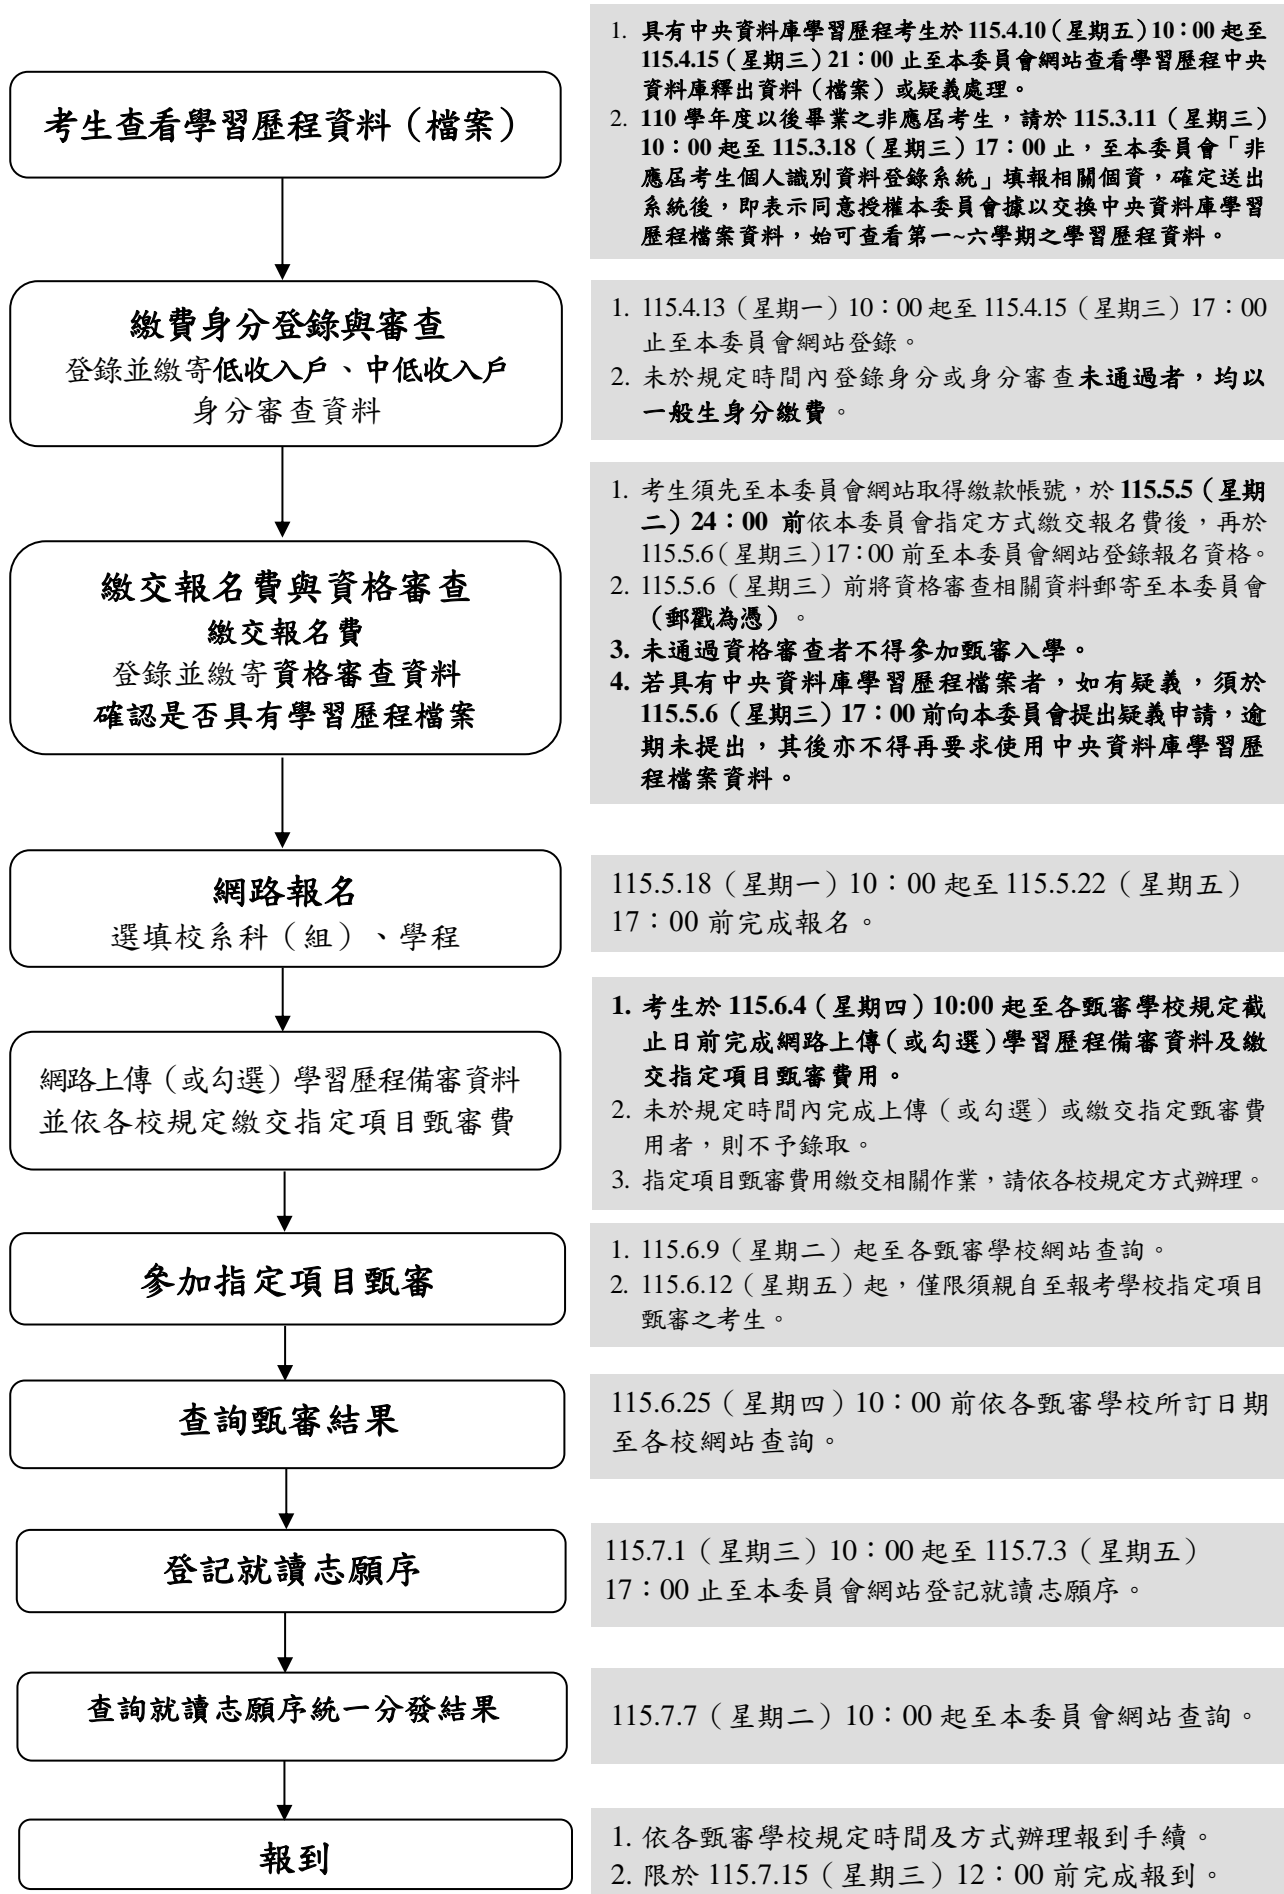 考生查看學習歷程資料（檔案）
1. 具有中央資料庫學習歷程考生於 115.4.10（星期五）10：00 起至
115.4.15（星期三）21：00 止至本委員會網站查看學習歷程中央
資料庫釋出資料（檔案）或疑義處理。
2. 110 學年度以後畢業之非應屆考生，請於 115.3.11（星期三）
10：00 起至 115.3.18（星期三）17：00 止，至本委員會「非
應屆考生個人識別資料登錄系統」填報相關個資，確定送出
系統後，即表示同意授權本委員會據以交換中央資料庫學習
歷程檔案資料，始可查看第一~六學期之學習歷程資料。
繳費身分登錄與審查
登錄並繳寄低收入戶、中低收入戶
身分審查資料
1. 115.4.13（星期一）10：00 起至 115.4.15（星期三）17：00
止至本委員會網站登錄。
2. 未於規定時間內登錄身分或身分審查未通過者，均以
一般生身分繳費。
繳交報名費與資格審查
繳交報名費
登錄並繳寄資格審查資料
確認是否具有學習歷程檔案
1. 考生須先至本委員會網站取得繳款帳號，於 115.5.5（星期
二）24：00 前依本委員會指定方式繳交報名費後，再於
115.5.6（星期三）17：00 前至本委員會網站登錄報名資格。
2. 115.5.6（星期三）前將資格審查相關資料郵寄至本委員會
（郵戳為憑）。
3. 未通過資格審查者不得參加甄審入學。
4. 若具有中央資料庫學習歷程檔案者，如有疑義，須於
115.5.6（星期三）17：00 前向本委員會提出疑義申請，逾
期未提出，其後亦不得再要求使用中央資料庫學習歷
程檔案資料。
網路報名
選填校系科（組）、學程
115.5.18（星期一）10：00 起至 115.5.22（星期五）
17：00 前完成報名。
網路上傳（或勾選）學習歷程備審資料
並依各校規定繳交指定項目甄審費
1. 考生於 115.6.4（星期四）10:00 起至各甄審學校規定截
止日前完成網路上傳（或勾選）學習歷程備審資料及繳
交指定項目甄審費用。
2. 未於規定時間內完成上傳（或勾選）或繳交指定甄審費
用者，則不予錄取。
3. 指定項目甄審費用繳交相關作業，請依各校規定方式辦理。
參加指定項目甄審
1. 115.6.9（星期二）起至各甄審學校網站查詢。
2. 115.6.12（星期五）起，僅限須親自至報考學校指定項目
甄審之考生。
查詢甄審結果
115.6.25（星期四）10：00 前依各甄審學校所訂日期
至各校網站查詢。
登記就讀志願序
115.7.1（星期三）10：00 起至 115.7.3（星期五）
17：00 止至本委員會網站登記就讀志願序。
查詢就讀志願序統一分發結果
115.7.7（星期二）10：00 起至本委員會網站查詢。
報到
1. 依各甄審學校規定時間及方式辦理報到手續。
2. 限於 115.7.15（星期三）12：00 前完成報到。